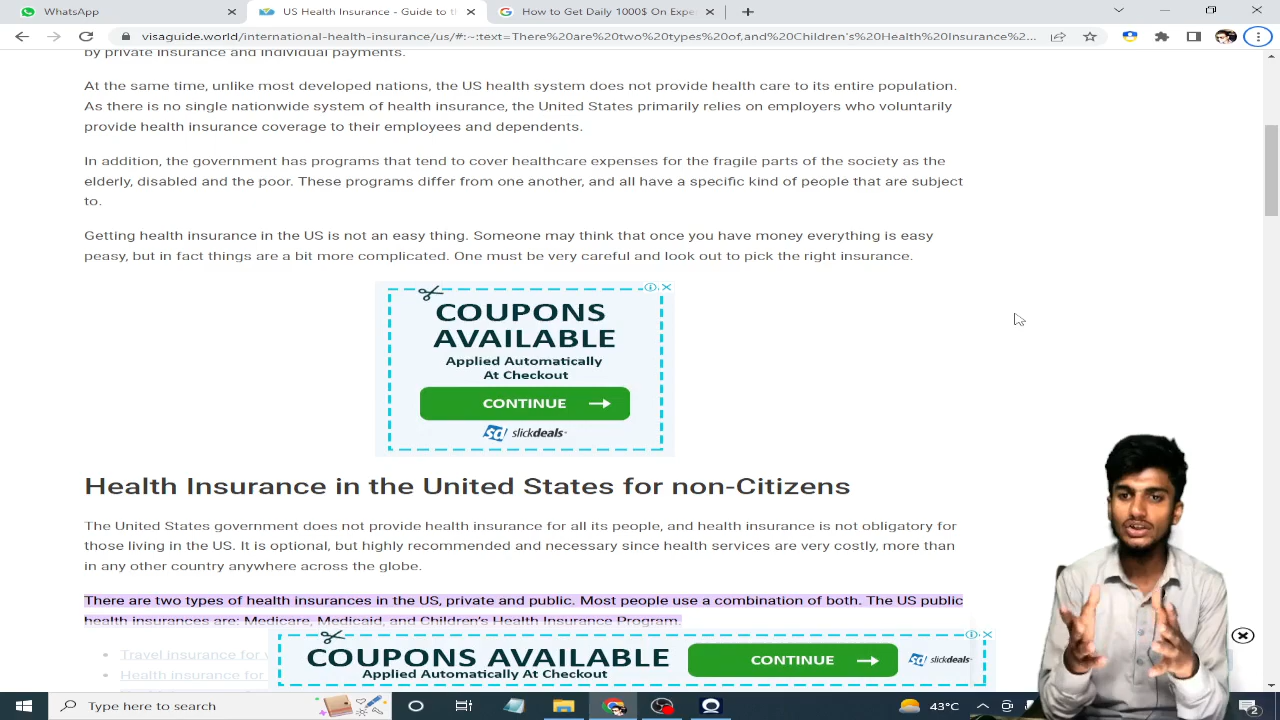 WhatsApp
US Health Insurance - Guide to th
How to Get Daily 1000$ On Expe
visaguide.world/international-health-insurance/us/#:~:text=There%20are%20two%20types%20of,and%20Children's%20Health%20Insurance%2...
by private insurance and individual payments.
At the same time, unlike most developed nations, the US health system does not provide health care to its entire population.
As there is no single nationwide system of health insurance, the United States primarily relies on employers who voluntarily
provide health insurance coverage to their employees and dependents.
In addition, the government has programs that tend to cover healthcare expenses for the fragile parts of the society as the
elderly, disabled and the poor. These programs differ from one another, and all have a specific kind of people that are subject
to.
Getting health insurance in the US is not an easy thing. Someone may think that once you have money everything is easy
peasy, but in fact things are a bit more complicated. One must be very careful and look out to pick the right insurance.
COUPONS
AVAILABLE
Applied Automatically
At Checkout
CONTINUE
sd slickdeals
Health Insurance in the United States for non-Citizens
The United States government does not provide health insurance for all its people, and health insurance is not obligatory for
those living in the US. It is optional, but highly recommended and necessary since health services are very costly, more than
in any other country anywhere across the globe.
There are two types of health insurances in the US, private and public. Most people use a combination of both. The US public
health insurances are: Medicare, Medicaid, and Children's Health Insurance Program.
Travel insurance for
Health insurance for
COUPONS AVAILABLE
Applied Automatically At Checkout
CONTINUE
sd slickdeals
Type here to search
43°C
2